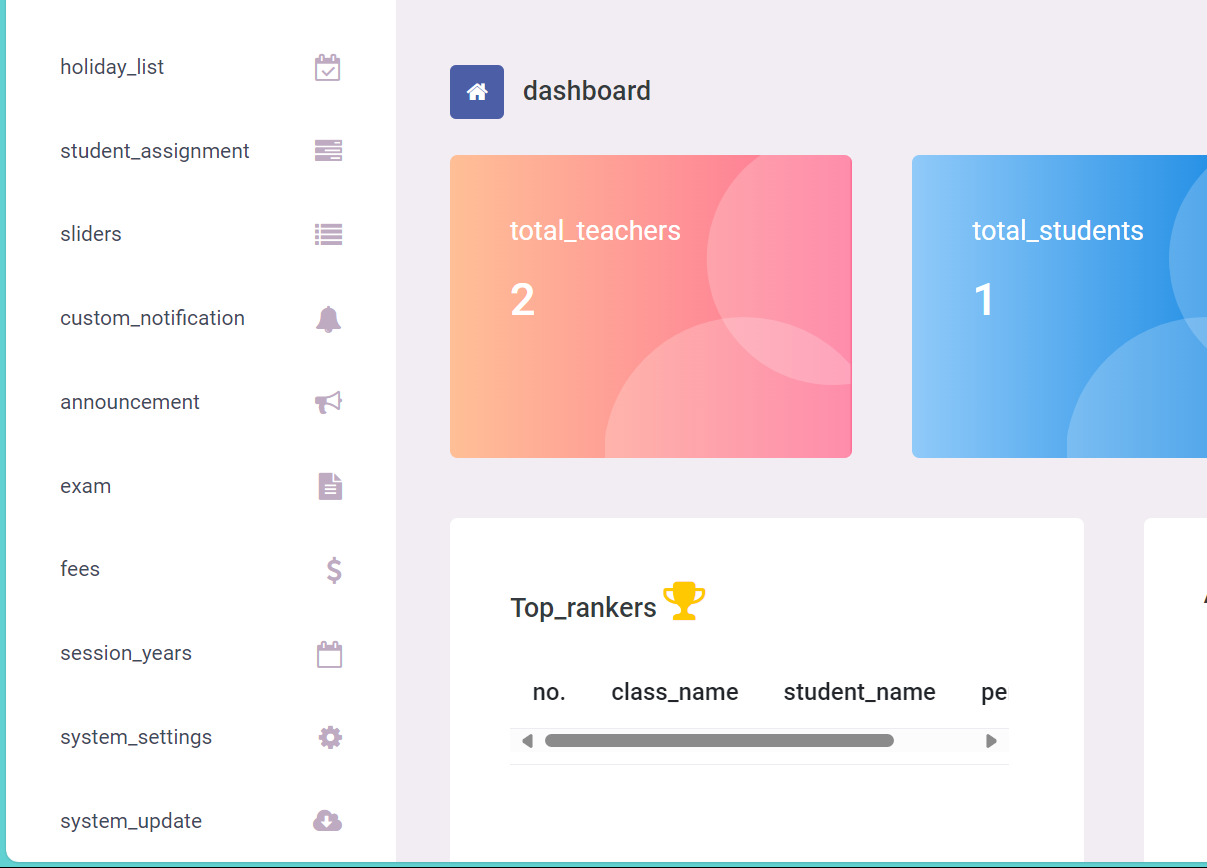 holiday_list
student_assignment
sliders
custom_notification
announcement
exam
fees
session_years
system_settings
system_update
dashboard
total_teachers
2
total_students
1
Top_rankers
no. class_name student_name